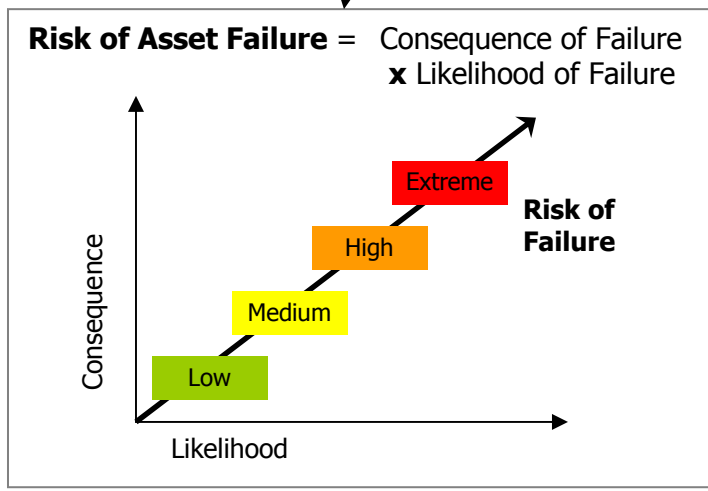 Risk of Asset Failure = Consequence of Failure
x Likelihood of Failure
Extreme
Risk of
Failure
High
Medium
Low
Consequence
Likelihood